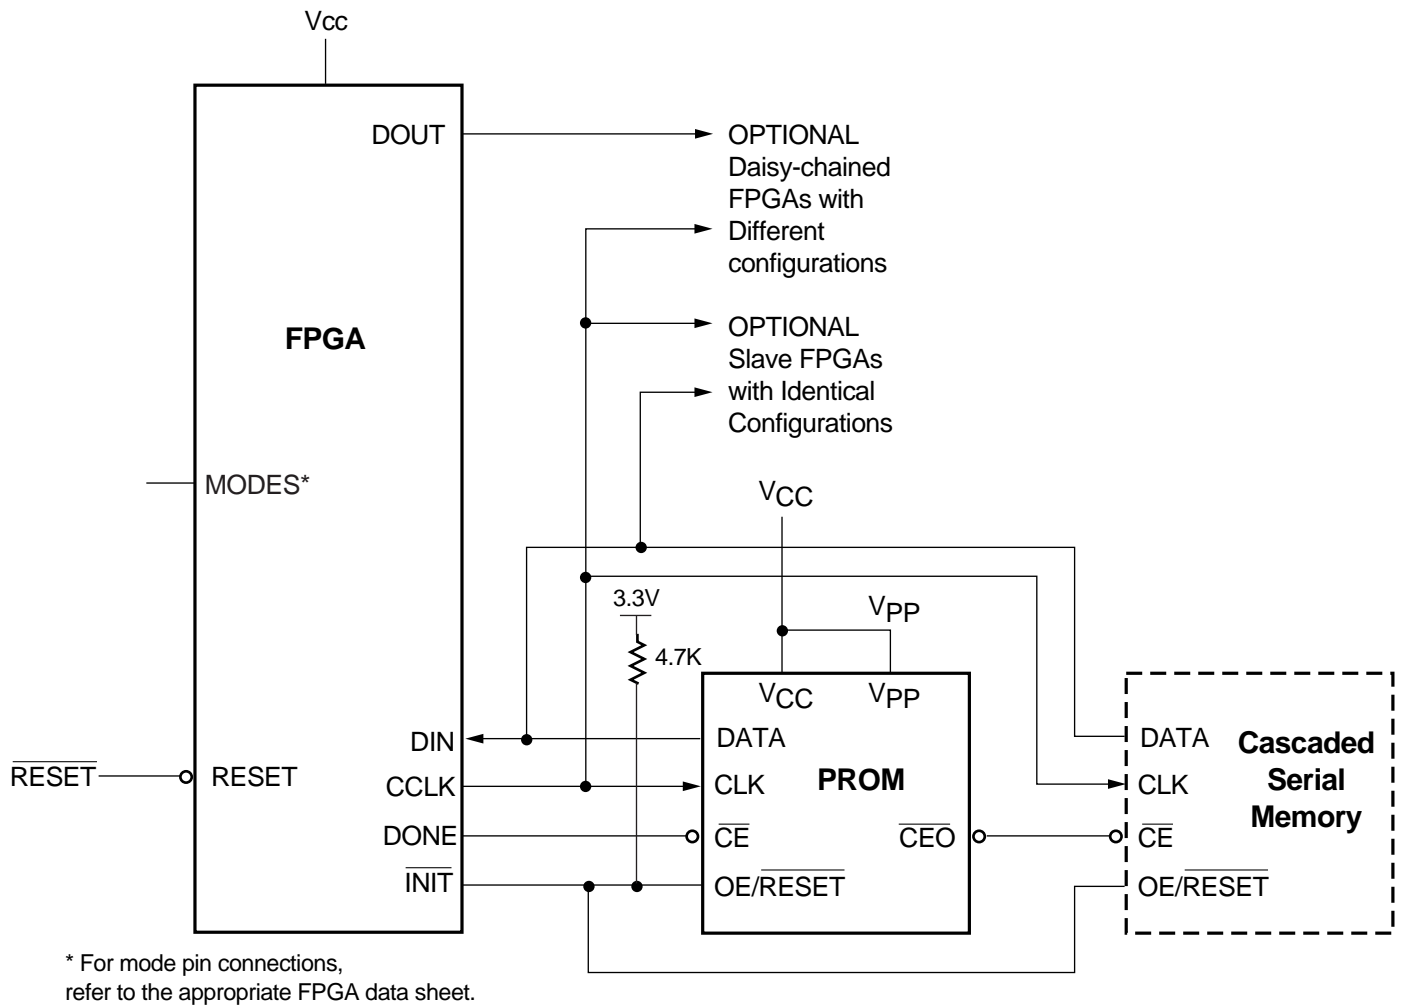 Vcc
DOUT
OPTIONAL
Daisy-chained
FPGAs with
Different
configurations
FPGA
OPTIONAL
Slave FPGAs
with Identical
Configurations
MODES*
VCC
3.3V
VPP
4.7K
VCC
VPP
DIN
DATA
DATA
Cascaded
Serial
Memory
RESET
RESET
CCLK
CLK
PROM
CLK
DONE
CE
CEO
CE
INIT
OE/RESET
OE/RESET
* For mode pin connections,
refer to the appropriate FPGA data sheet.